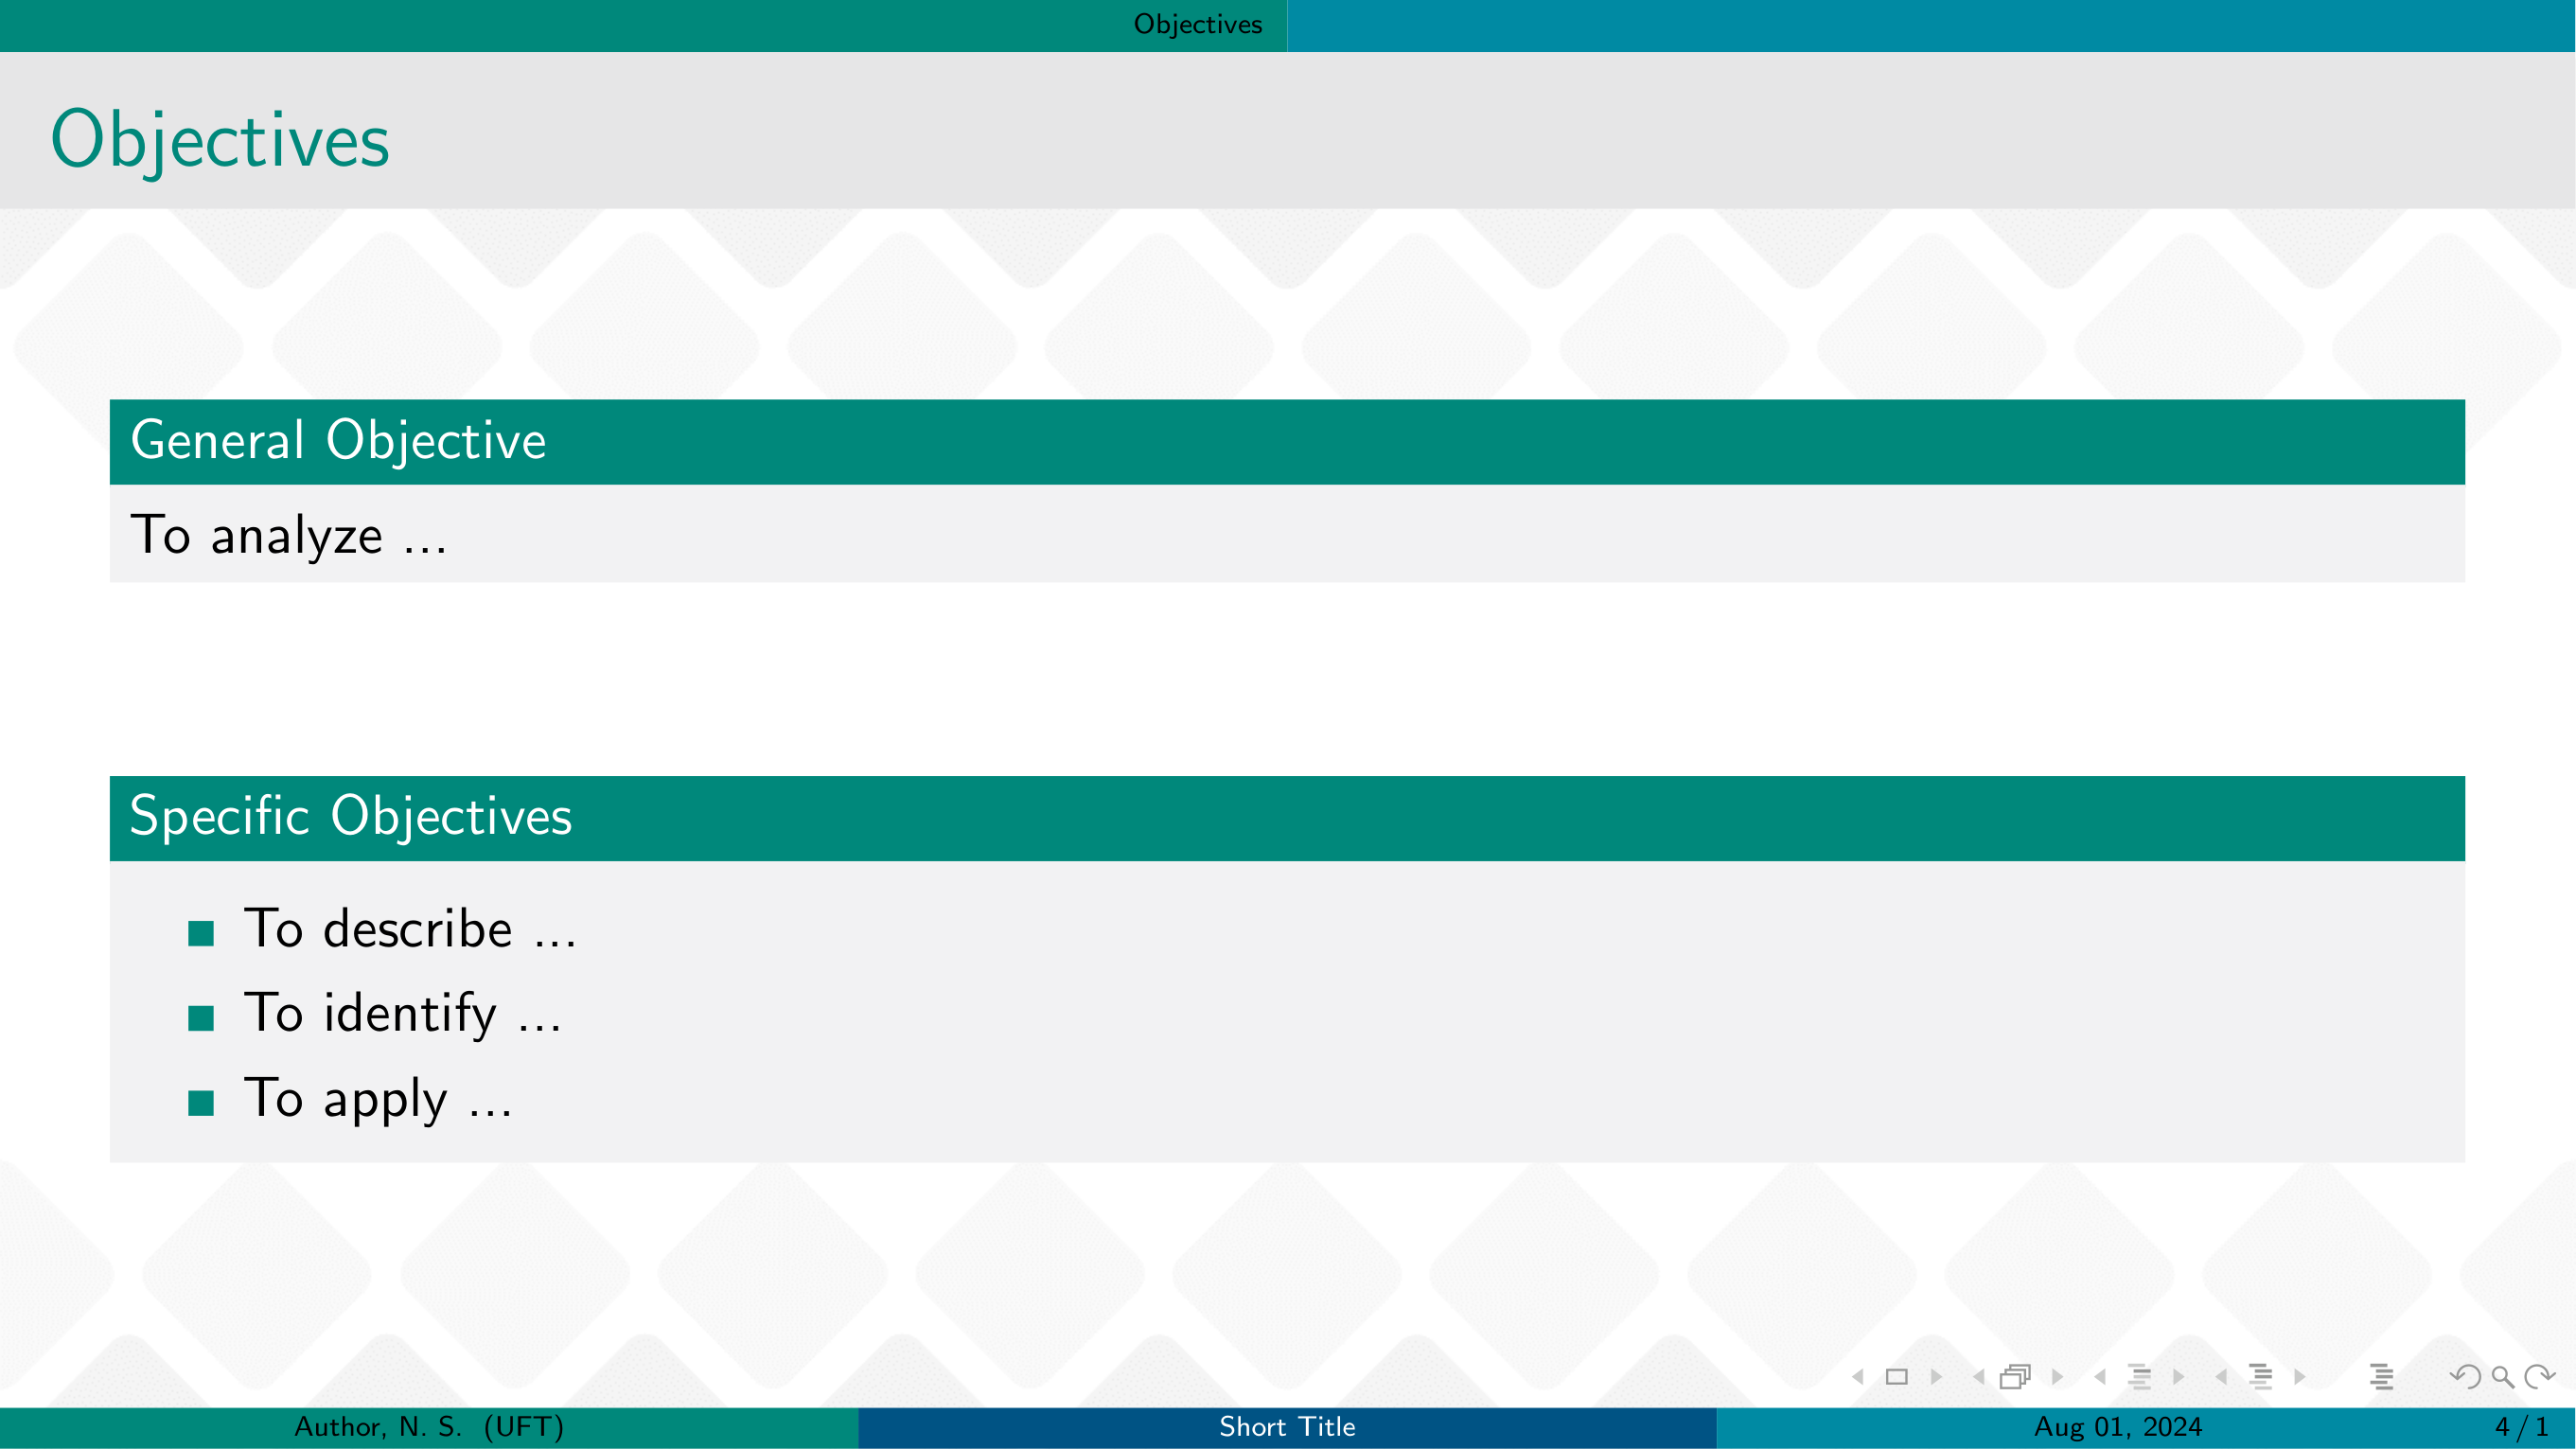 Objectives
Objectives
General Objective
To analyze ...
Specific Objectives
To describe ...
To identify ...
To apply ...
Author, N. S. (UFT)
Short Title
Aug 01, 2024
4 / 1